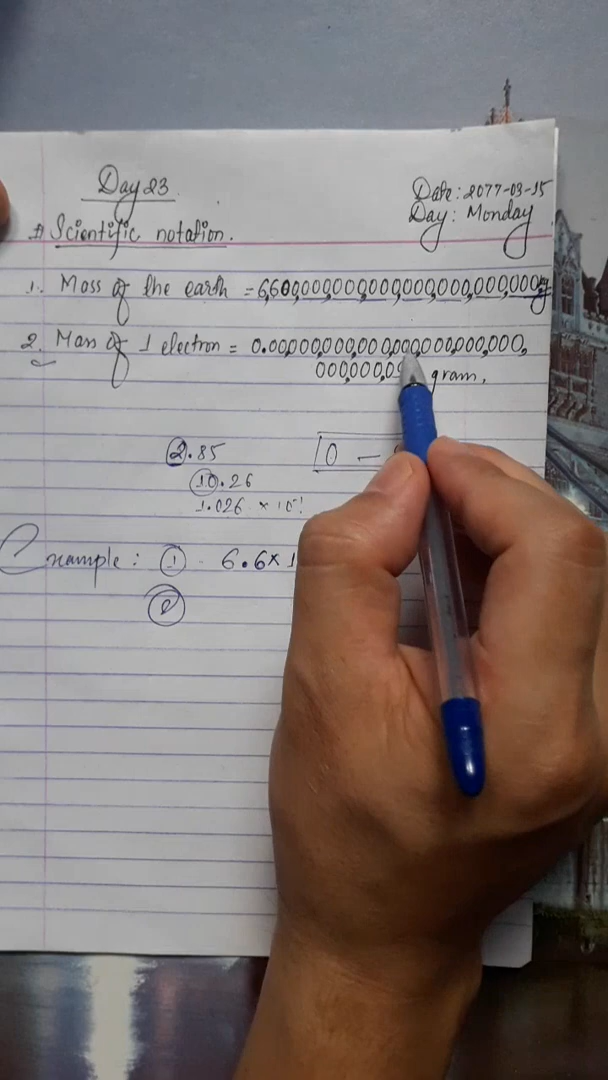 Day 23
Date: 2077-03-15
Day: Monday
Scientific notation.
1. Mass of the earth = 6,600,000,000,000,000,000,000,000
2. Mass of 1 electron = 0.00,000,000,000,000,000,000,000,
000,000,0 gram.
2.85
10 -
10.26
1.026 × 10¹
Example: ① 6.6× 1
②